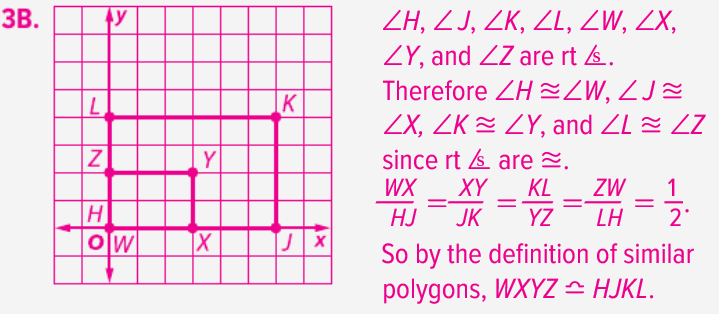 3B.
y
L
K
Z
Y
H
O
W
X
J
x
∠H, ∠J, ∠K, ∠L, ∠W, ∠X,
∠Y, and ∠Z are rt ∠s.
Therefore ∠H ≅ ∠W, ∠J ≅
∠X, ∠K ≅ ∠Y, and ∠L ≅ ∠Z
since rt ∠s are ≅.
WX/HJ = XY/JK = KL/YZ = ZW/LH = 1/2.
So by the definition of similar
polygons, WXYZ ≏ HJKL.